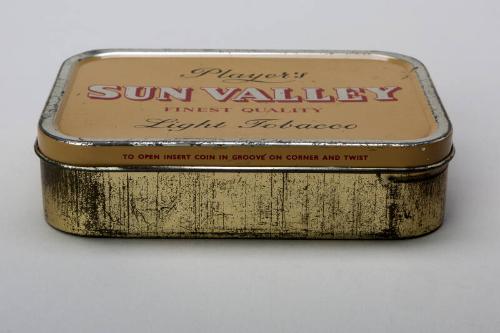 Player's
SUN VALLEY
FINEST QUALITY
Light Tobacco
TO OPEN INSERT COIN IN GROOVE ON CORNER AND TWIST